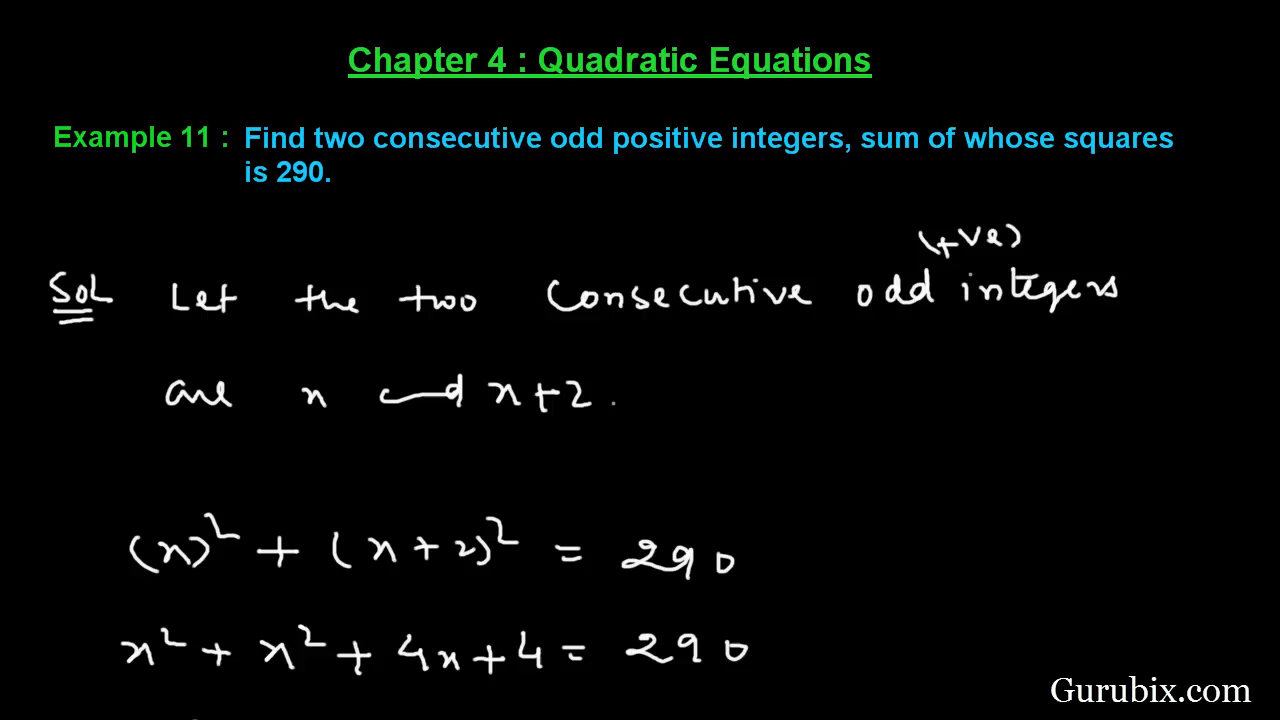 Chapter 4 : Quadratic Equations
Example 11 : Find two consecutive odd positive integers, sum of whose squares
is 290.
(+ve)
Sol Let the two consecutive odd integers
are x and x+2.
(x)² + (x+2)² = 290
x² + x² + 4x + 4 = 290
Gurubix.com